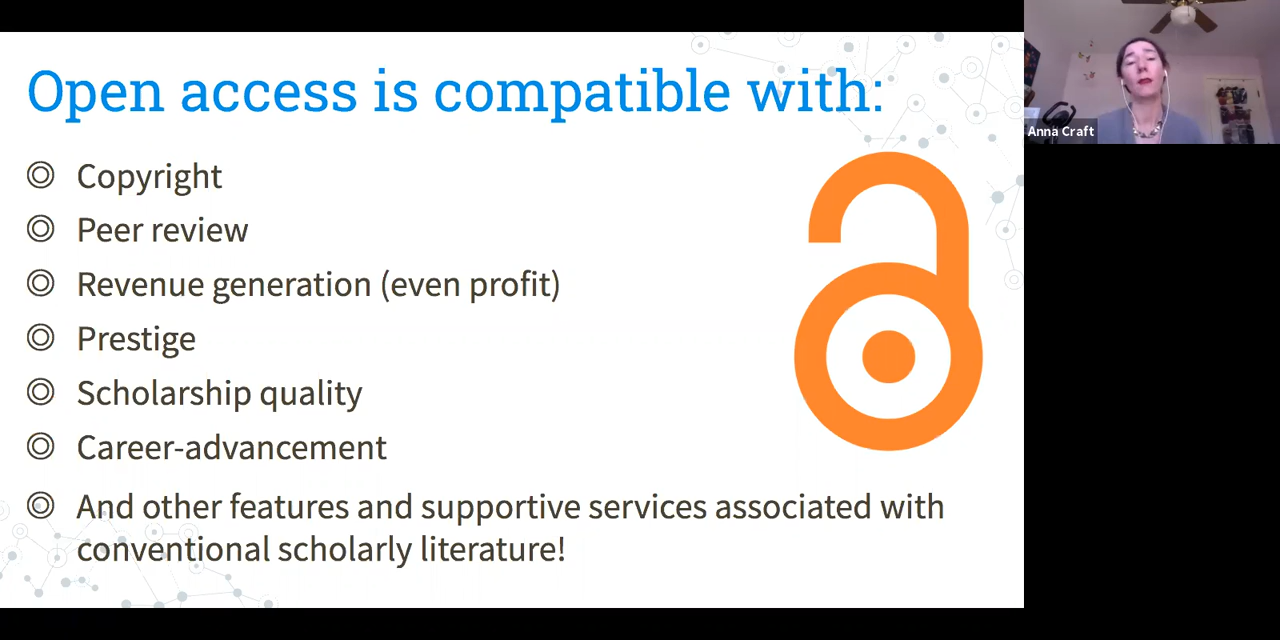 Open access is compatible with:
Copyright
Peer review
Revenue generation (even profit)
Prestige
Scholarship quality
Career-advancement
And other features and supportive services associated with
conventional scholarly literature!
Anna Craft